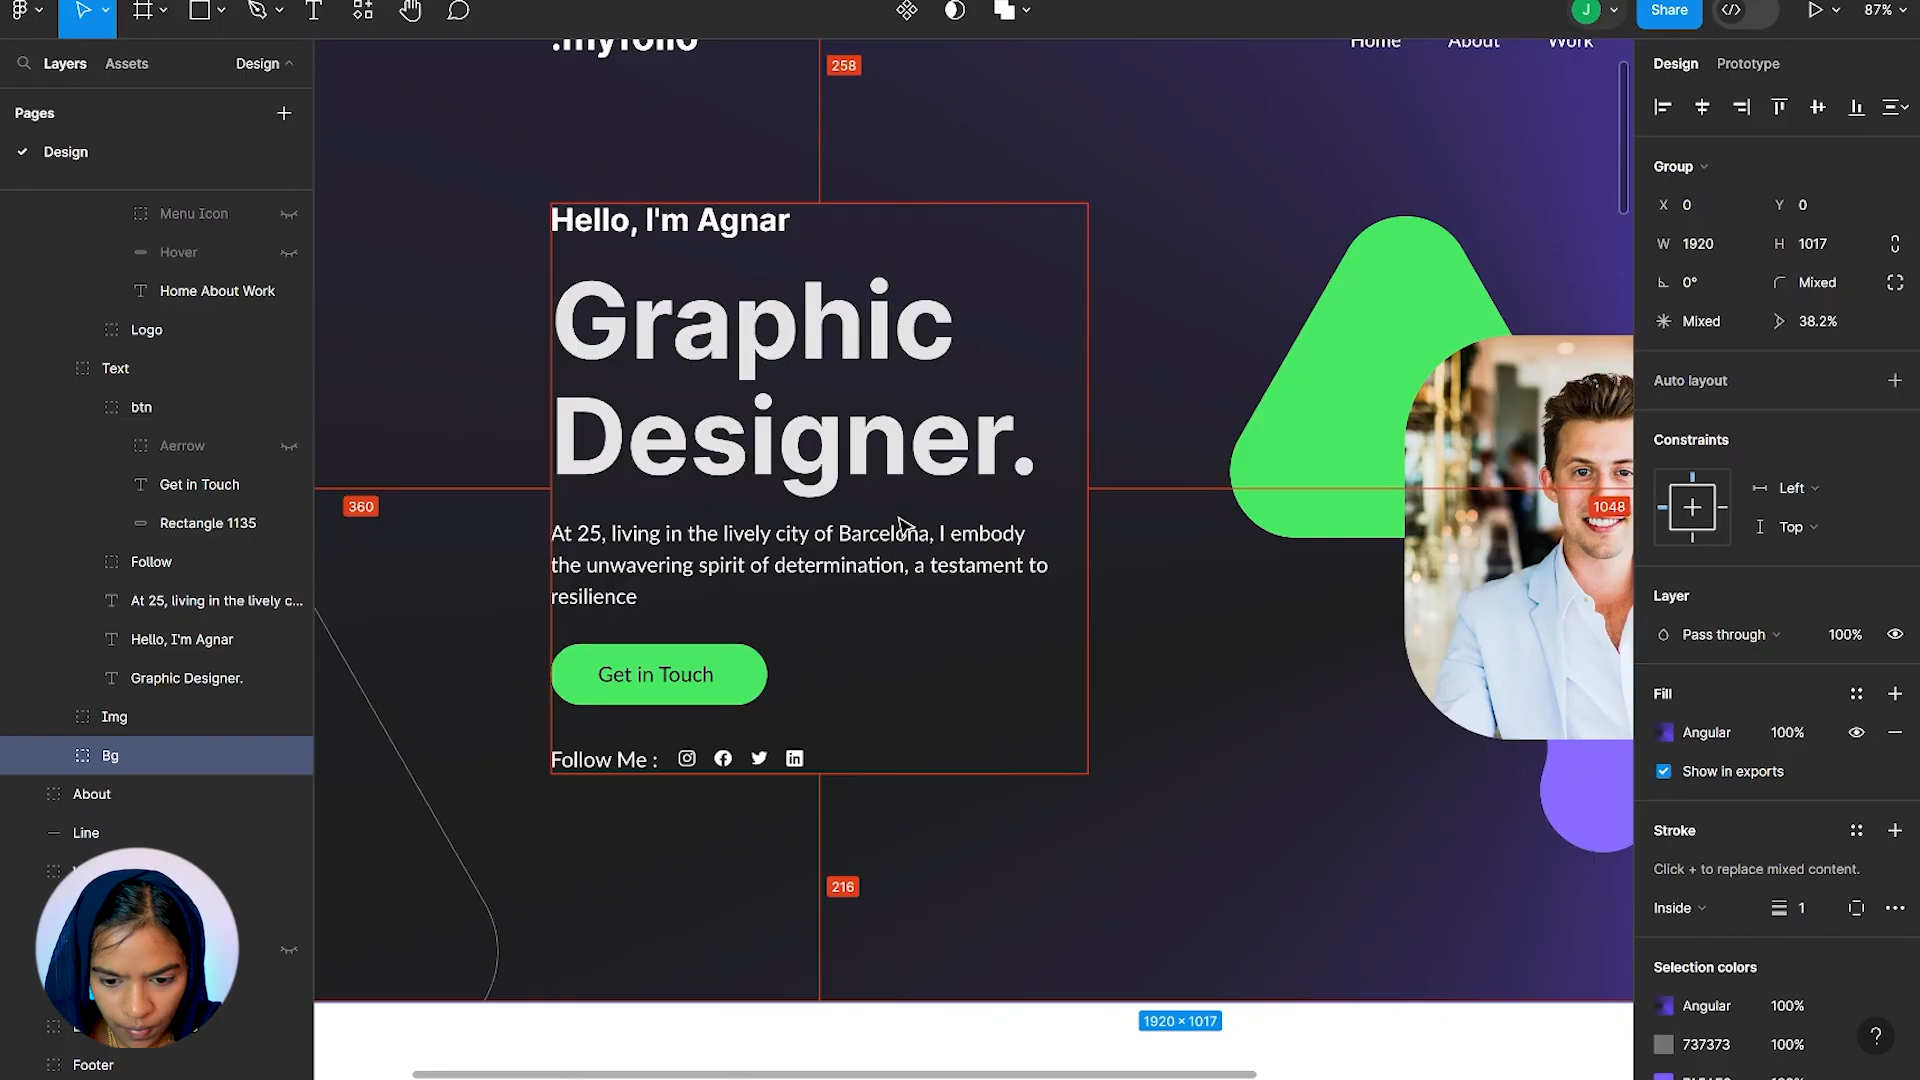 Share
87%
Layers
Assets
Design
Pages
Design
Menu Icon
Hover
Home About Work
Logo
Text
btn
Aerrow
Get in Touch
Rectangle 1135
Follow
At 25, living in the lively c...
Hello, I'm Agnar
Graphic Designer.
Img
Bg
About
Line
Footer
.myfolio
Home
About
Work
258
Hello, I'm Agnar
Graphic
Designer.
360
1048
At 25, living in the lively city of Barcelona, I embody
the unwavering spirit of determination, a testament to
resilience
Get in Touch
Follow Me :
216
1920 × 1017
J
Design
Prototype
Group
X 0
Y 0
W 1920
H 1017
0°
Mixed
Mixed
38.2%
Auto layout
Constraints
Left
Top
Layer
Pass through
100%
Fill
Angular
100%
Show in exports
Stroke
Click + to replace mixed content.
Inside
1
Selection colors
Angular
100%
737373
100%
?